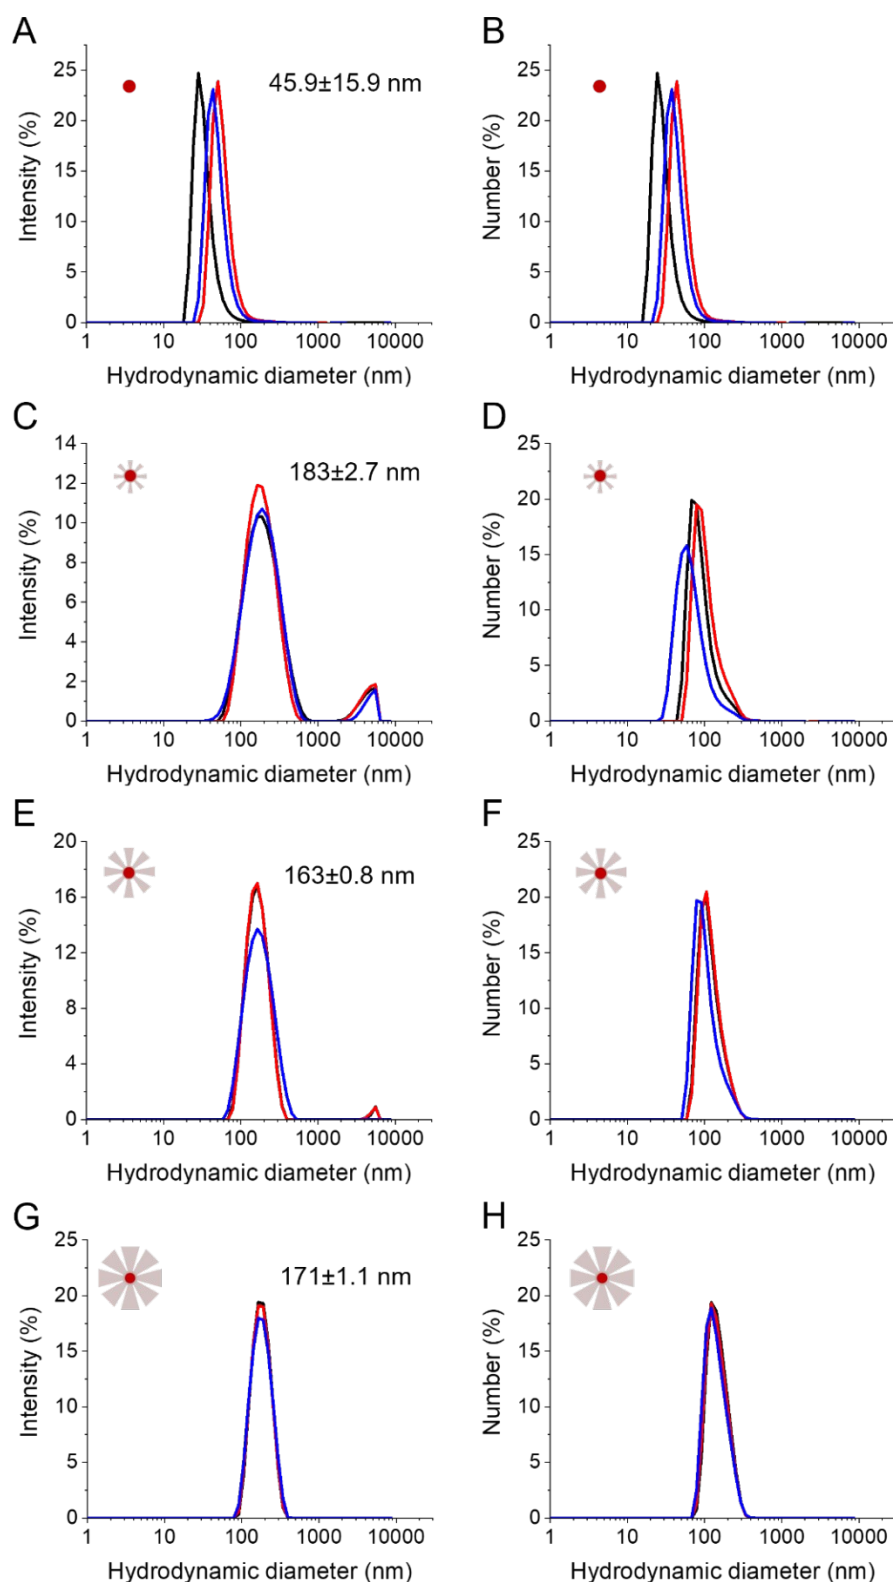 A
Intensity (%)
25
20
15
10
5
0
45.9±15.9 nm
1 10 100 1000 10000
Hydrodynamic diameter (nm)
B
Number (%)
25
20
15
10
5
0
1 10 100 1000 10000
Hydrodynamic diameter (nm)
C
Intensity (%)
14
12
10
8
6
4
2
0
183±2.7 nm
1 10 100 1000 10000
Hydrodynamic diameter (nm)
D
Number (%)
25
20
15
10
5
0
1 10 100 1000 10000
Hydrodynamic diameter (nm)
E
Intensity (%)
20
16
12
8
4
0
163±0.8 nm
1 10 100 1000 10000
Hydrodynamic diameter (nm)
F
Number (%)
25
20
15
10
5
0
1 10 100 1000 10000
Hydrodynamic diameter (nm)
G
Intensity (%)
25
20
15
10
5
0
171±1.1 nm
1 10 100 1000 10000
Hydrodynamic diameter (nm)
H
Number (%)
25
20
15
10
5
0
1 10 100 1000 10000
Hydrodynamic diameter (nm)